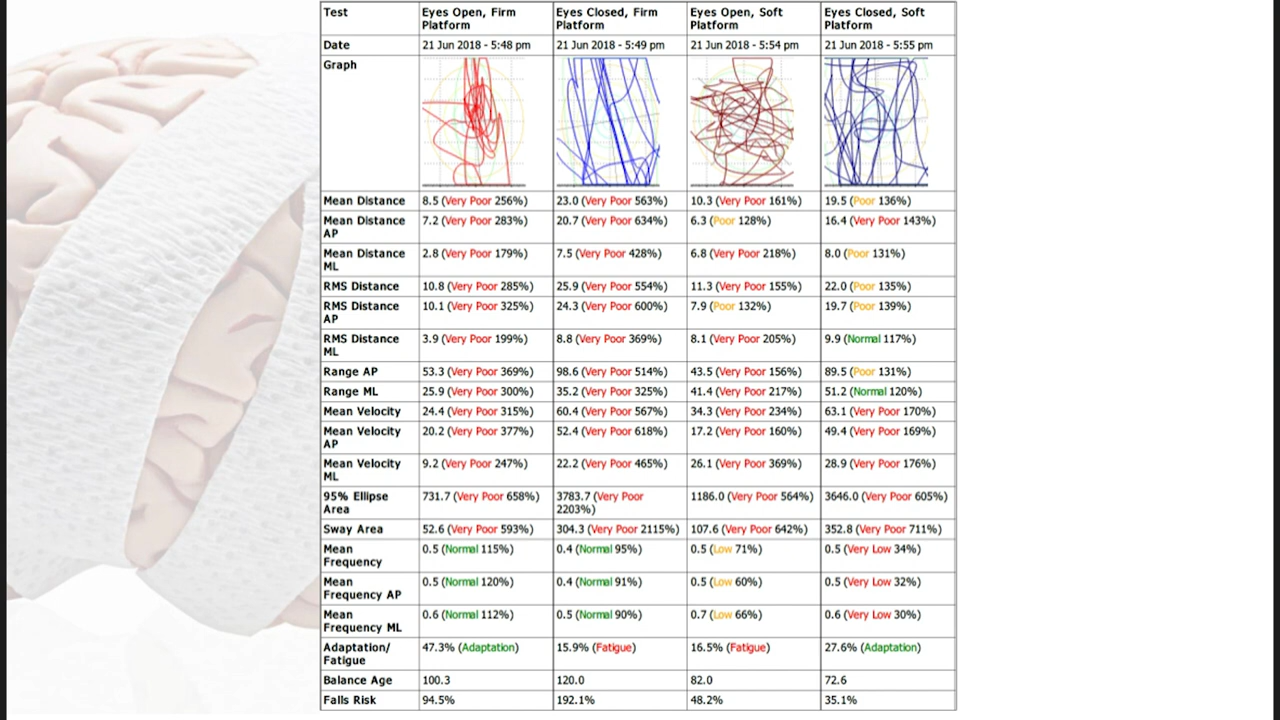 Test Eyes Open, Firm Platform Eyes Closed, Firm Platform Eyes Open, Soft Platform Eyes Closed, Soft Platform
Date 21 Jun 2018 - 5:48 pm 21 Jun 2018 - 5:49 pm 21 Jun 2018 - 5:54 pm 21 Jun 2018 - 5:55 pm
Graph
Mean Distance 8.5 (Very Poor 256%) 23.0 (Very Poor 563%) 10.3 (Very Poor 161%) 19.5 (Poor 136%)
Mean Distance AP 7.2 (Very Poor 283%) 20.7 (Very Poor 634%) 6.3 (Poor 128%) 16.4 (Very Poor 143%)
Mean Distance ML 2.8 (Very Poor 179%) 7.5 (Very Poor 428%) 6.8 (Very Poor 218%) 8.0 (Poor 131%)
RMS Distance 10.8 (Very Poor 285%) 25.9 (Very Poor 554%) 11.3 (Very Poor 155%) 22.0 (Poor 135%)
RMS Distance AP 10.1 (Very Poor 325%) 24.3 (Very Poor 600%) 7.9 (Poor 132%) 19.7 (Poor 139%)
RMS Distance ML 3.9 (Very Poor 199%) 8.8 (Very Poor 369%) 8.1 (Very Poor 205%) 9.9 (Normal 117%)
Range AP 53.3 (Very Poor 369%) 98.6 (Very Poor 514%) 43.5 (Very Poor 156%) 89.5 (Poor 131%)
Range ML 25.9 (Very Poor 300%) 35.2 (Very Poor 325%) 41.4 (Very Poor 217%) 51.2 (Normal 120%)
Mean Velocity 24.4 (Very Poor 315%) 60.4 (Very Poor 567%) 34.3 (Very Poor 234%) 63.1 (Very Poor 170%)
Mean Velocity AP 20.2 (Very Poor 377%) 52.4 (Very Poor 618%) 17.2 (Very Poor 160%) 49.4 (Very Poor 169%)
Mean Velocity ML 9.2 (Very Poor 247%) 22.2 (Very Poor 465%) 26.1 (Very Poor 369%) 28.9 (Very Poor 176%)
95% Ellipse Area 731.7 (Very Poor 658%) 3783.7 (Very Poor 2203%) 1186.0 (Very Poor 564%) 3646.0 (Very Poor 605%)
Sway Area 52.6 (Very Poor 593%) 304.3 (Very Poor 2115%) 107.6 (Very Poor 642%) 352.8 (Very Poor 711%)
Mean Frequency 0.5 (Normal 115%) 0.4 (Normal 95%) 0.5 (Low 71%) 0.5 (Very Low 34%)
Mean Frequency AP 0.5 (Normal 120%) 0.4 (Normal 91%) 0.5 (Low 60%) 0.5 (Very Low 32%)
Mean Frequency ML 0.6 (Normal 112%) 0.5 (Normal 90%) 0.7 (Low 66%) 0.6 (Very Low 30%)
Adaptation/ Fatigue 47.3% (Adaptation) 15.9% (Fatigue) 16.5% (Fatigue) 27.6% (Adaptation)
Balance Age 100.3 120.0 82.0 72.6
Falls Risk 94.5% 192.1% 48.2% 35.1%